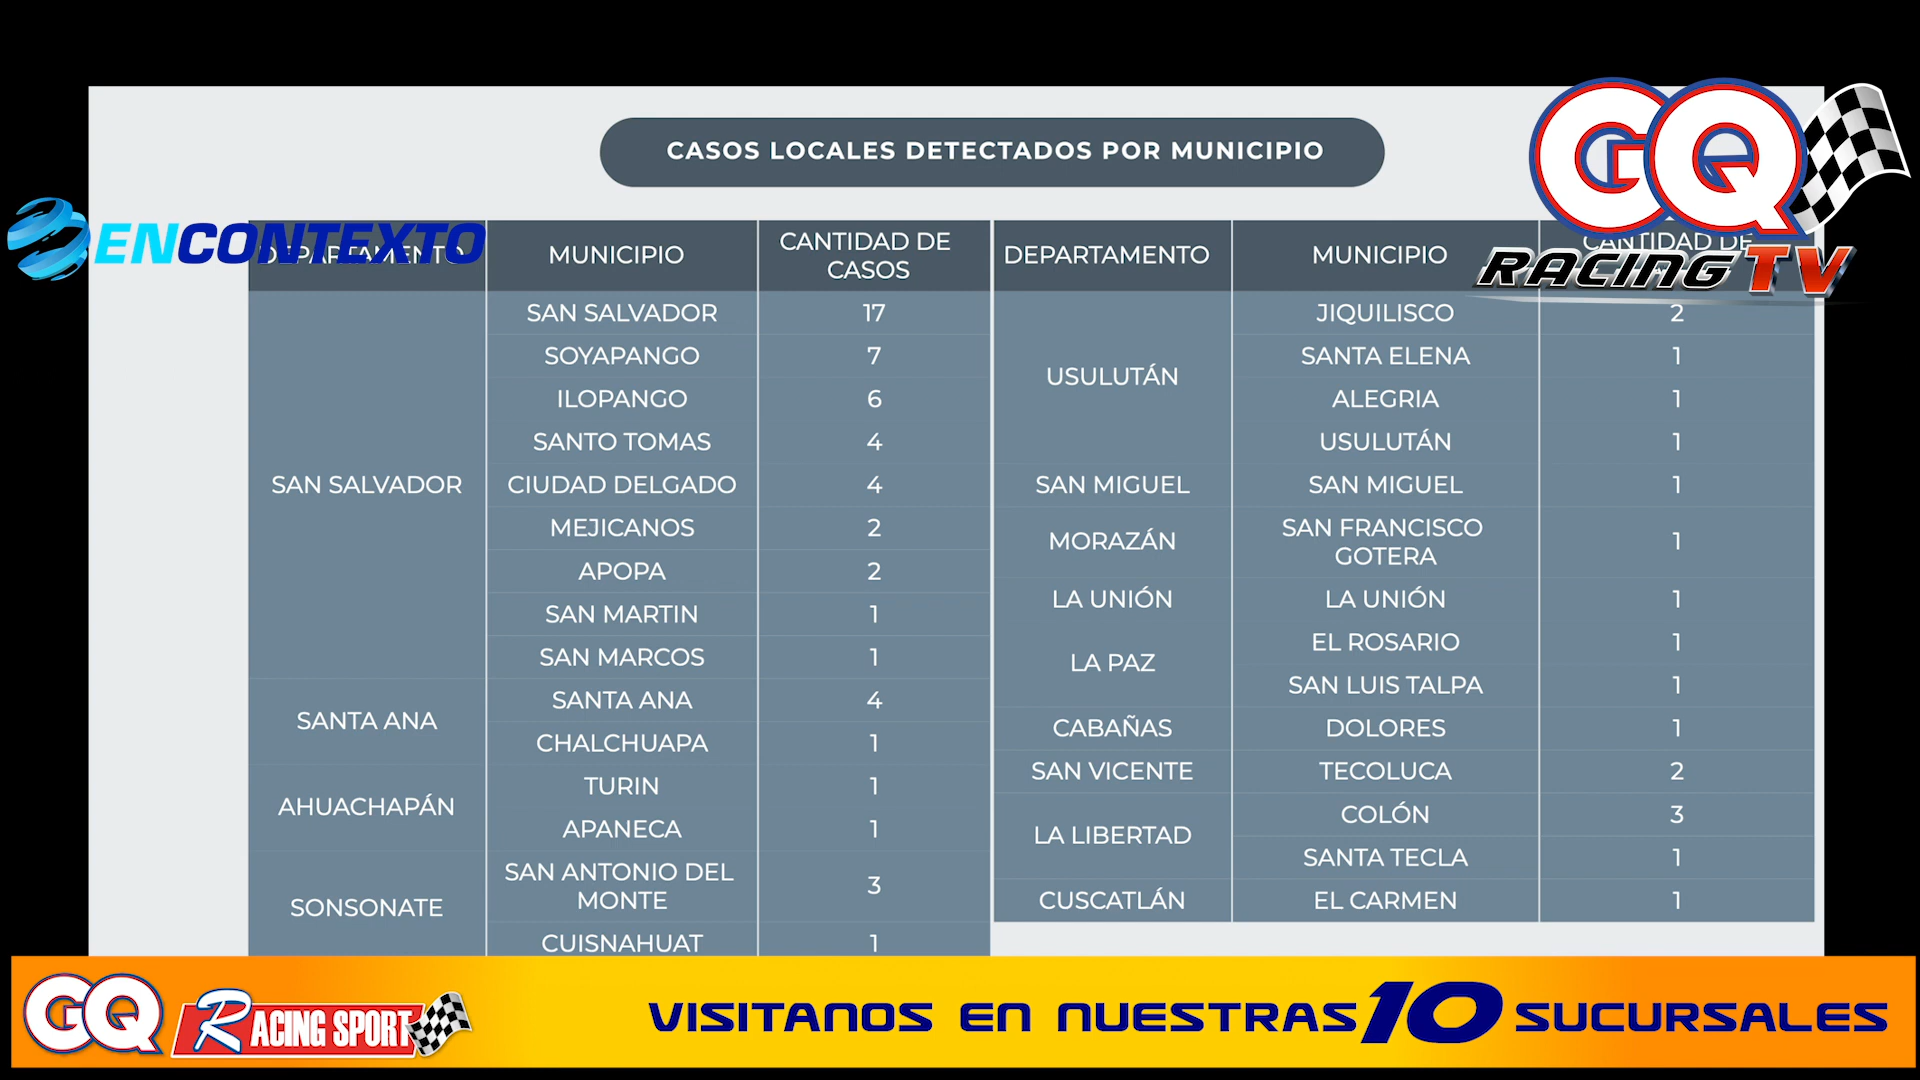 CASOS LOCALES DETECTADOS POR MUNICIPIO
GQ
RACING TV
ENCONTEXTO
DEPARTAMENTO MUNICIPIO CANTIDAD DE CASOS
SAN SALVADOR
SAN SALVADOR 17
SOYAPANGO 7
ILOPANGO 6
SANTO TOMAS 4
CIUDAD DELGADO 4
MEJICANOS 2
APOPA 2
SAN MARTIN 1
SAN MARCOS 1
SANTA ANA
SANTA ANA 4
CHALCHUAPA 1
AHUACHAPÁN
TURIN 1
APANECA 1
SONSONATE
SAN ANTONIO DEL MONTE 3
CUISNAHUAT 1
DEPARTAMENTO MUNICIPIO CANTIDAD DE
USULUTÁN
JIQUILISCO 2
SANTA ELENA 1
ALEGRIA 1
USULUTÁN 1
SAN MIGUEL SAN MIGUEL 1
MORAZÁN SAN FRANCISCO GOTERA 1
LA UNIÓN LA UNIÓN 1
LA PAZ
EL ROSARIO 1
SAN LUIS TALPA 1
CABAÑAS DOLORES 1
SAN VICENTE TECOLUCA 2
LA LIBERTAD
COLÓN 3
SANTA TECLA 1
CUSCATLÁN EL CARMEN 1
GQ RACING SPORT
VISITANOS EN NUESTRAS 10 SUCURSALES